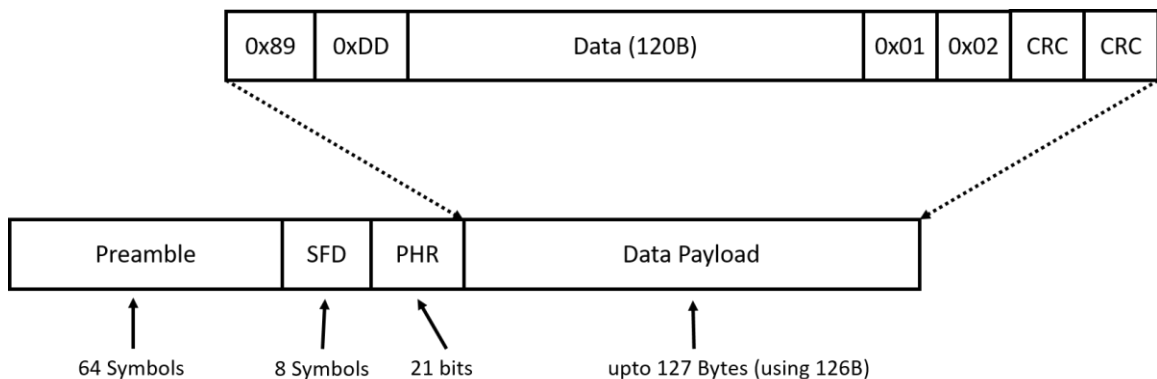 0x89 0xDD Data (120B) 0x01 0x02 CRC CRC
Preamble SFD PHR Data Payload
64 Symbols 8 Symbols 21 bits upto 127 Bytes (using 126B)